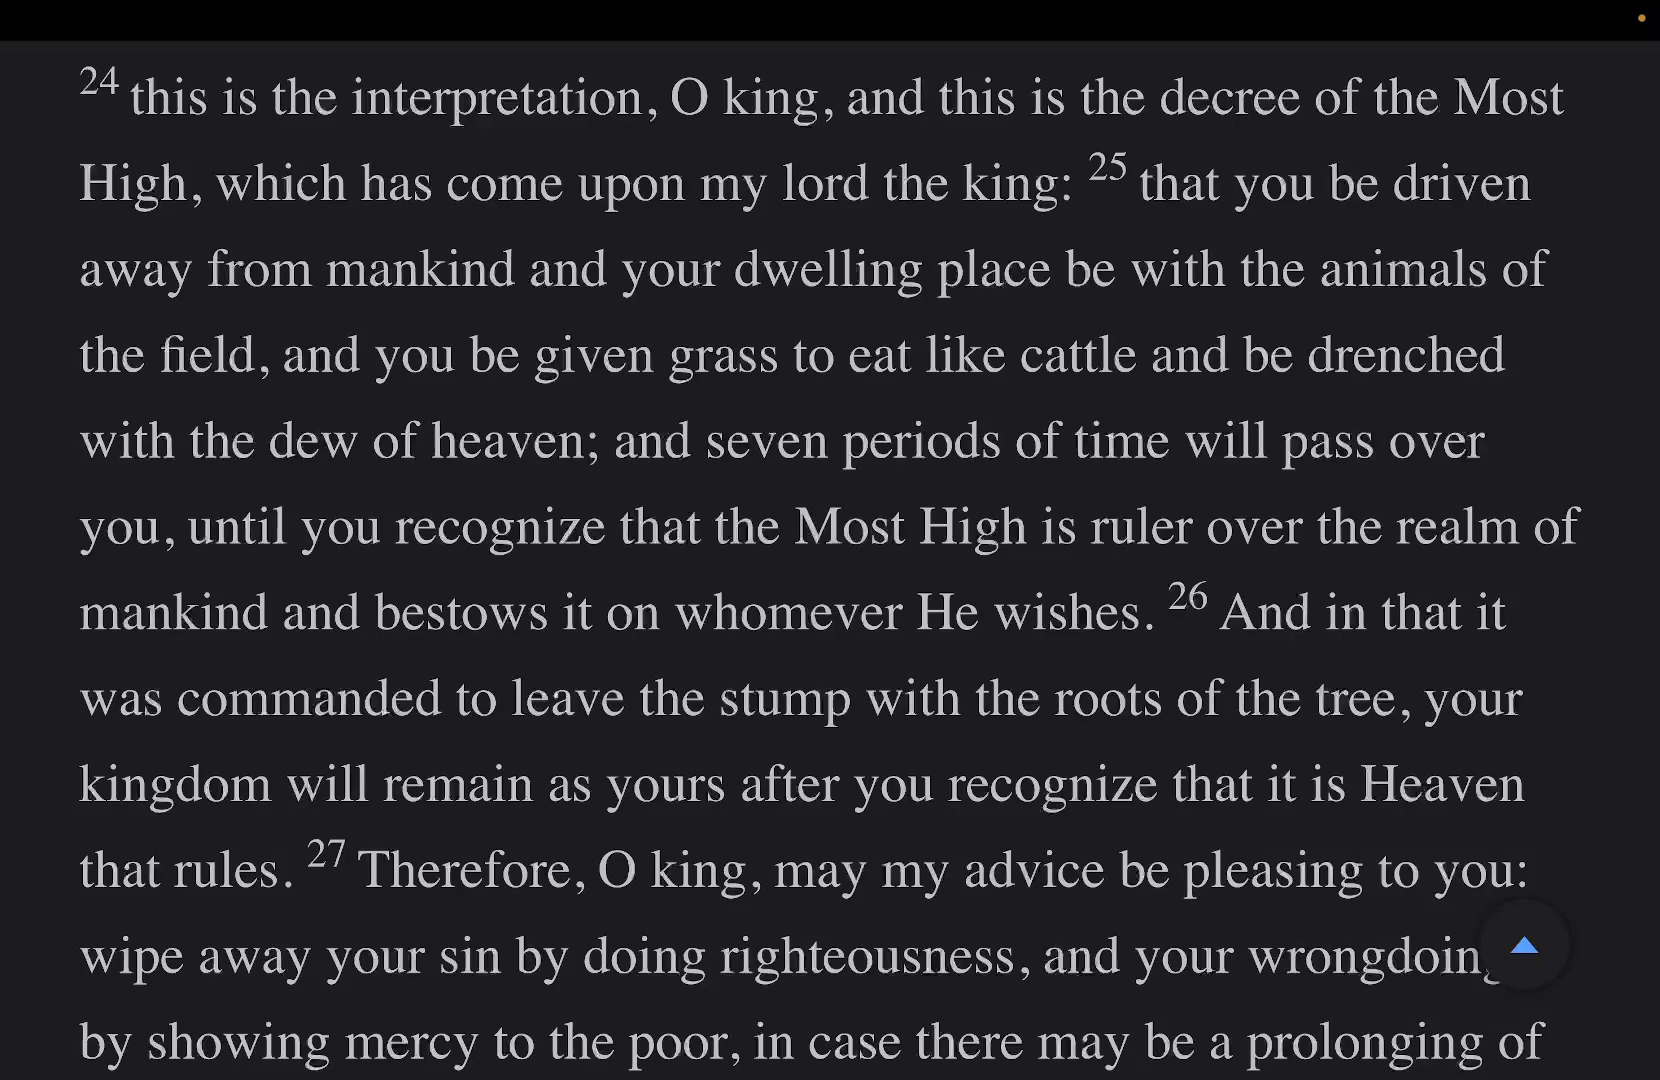 24 this is the interpretation, O king, and this is the decree of the Most
High, which has come upon my lord the king: 25 that you be driven
away from mankind and your dwelling place be with the animals of
the field, and you be given grass to eat like cattle and be drenched
with the dew of heaven; and seven periods of time will pass over
you, until you recognize that the Most High is ruler over the realm of
mankind and bestows it on whomever He wishes. 26 And in that it
was commanded to leave the stump with the roots of the tree, your
kingdom will remain as yours after you recognize that it is Heaven
that rules. 27 Therefore, O king, may my advice be pleasing to you:
wipe away your sin by doing righteousness, and your wrongdoing
by showing mercy to the poor, in case there may be a prolonging of